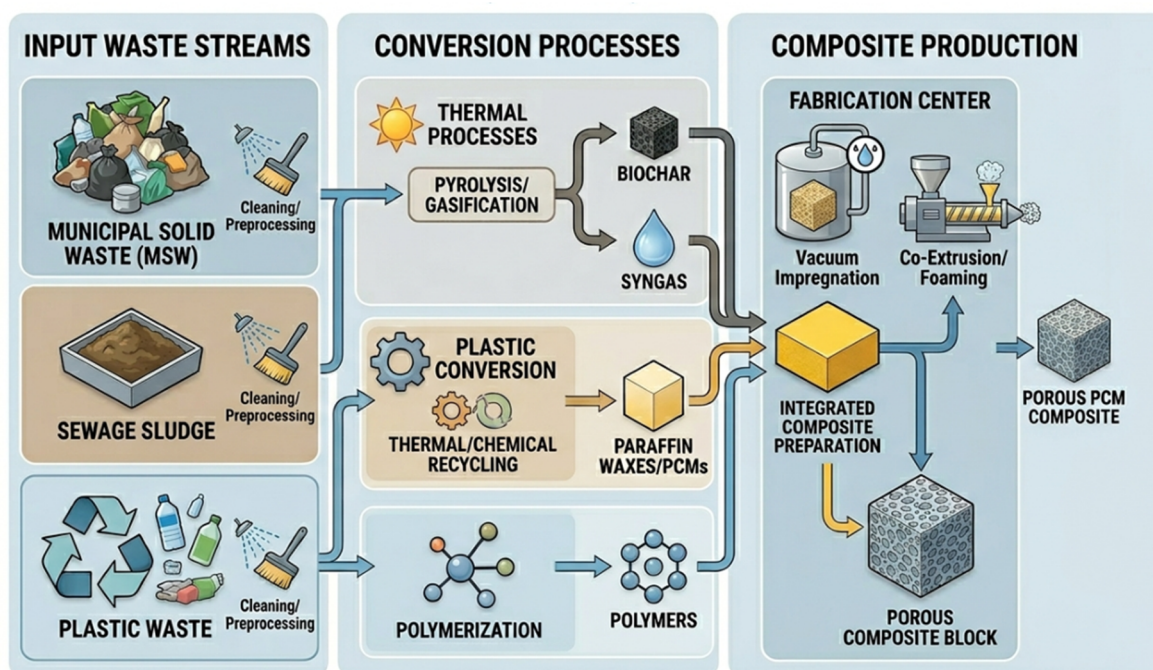 INPUT WASTE STREAMS
Cleaning/
Preprocessing
MUNICIPAL SOLID
WASTE (MSW)
Cleaning/
Preprocessing
SEWAGE SLUDGE
Cleaning/
Preprocessing
PLASTIC WASTE
CONVERSION PROCESSES
THERMAL
PROCESSES
PYROLYSIS/
GASIFICATION
BIOCHAR
SYNGAS
PLASTIC
CONVERSION
THERMAL/CHEMICAL
RECYCLING
PARAFFIN
WAXES/PCMs
POLYMERIZATION
POLYMERS
COMPOSITE PRODUCTION
FABRICATION CENTER
Vacuum
Impregnation
Co-Extrusion/
Foaming
INTEGRATED
COMPOSITE
PREPARATION
POROUS
COMPOSITE BLOCK
POROUS PCM
COMPOSITE